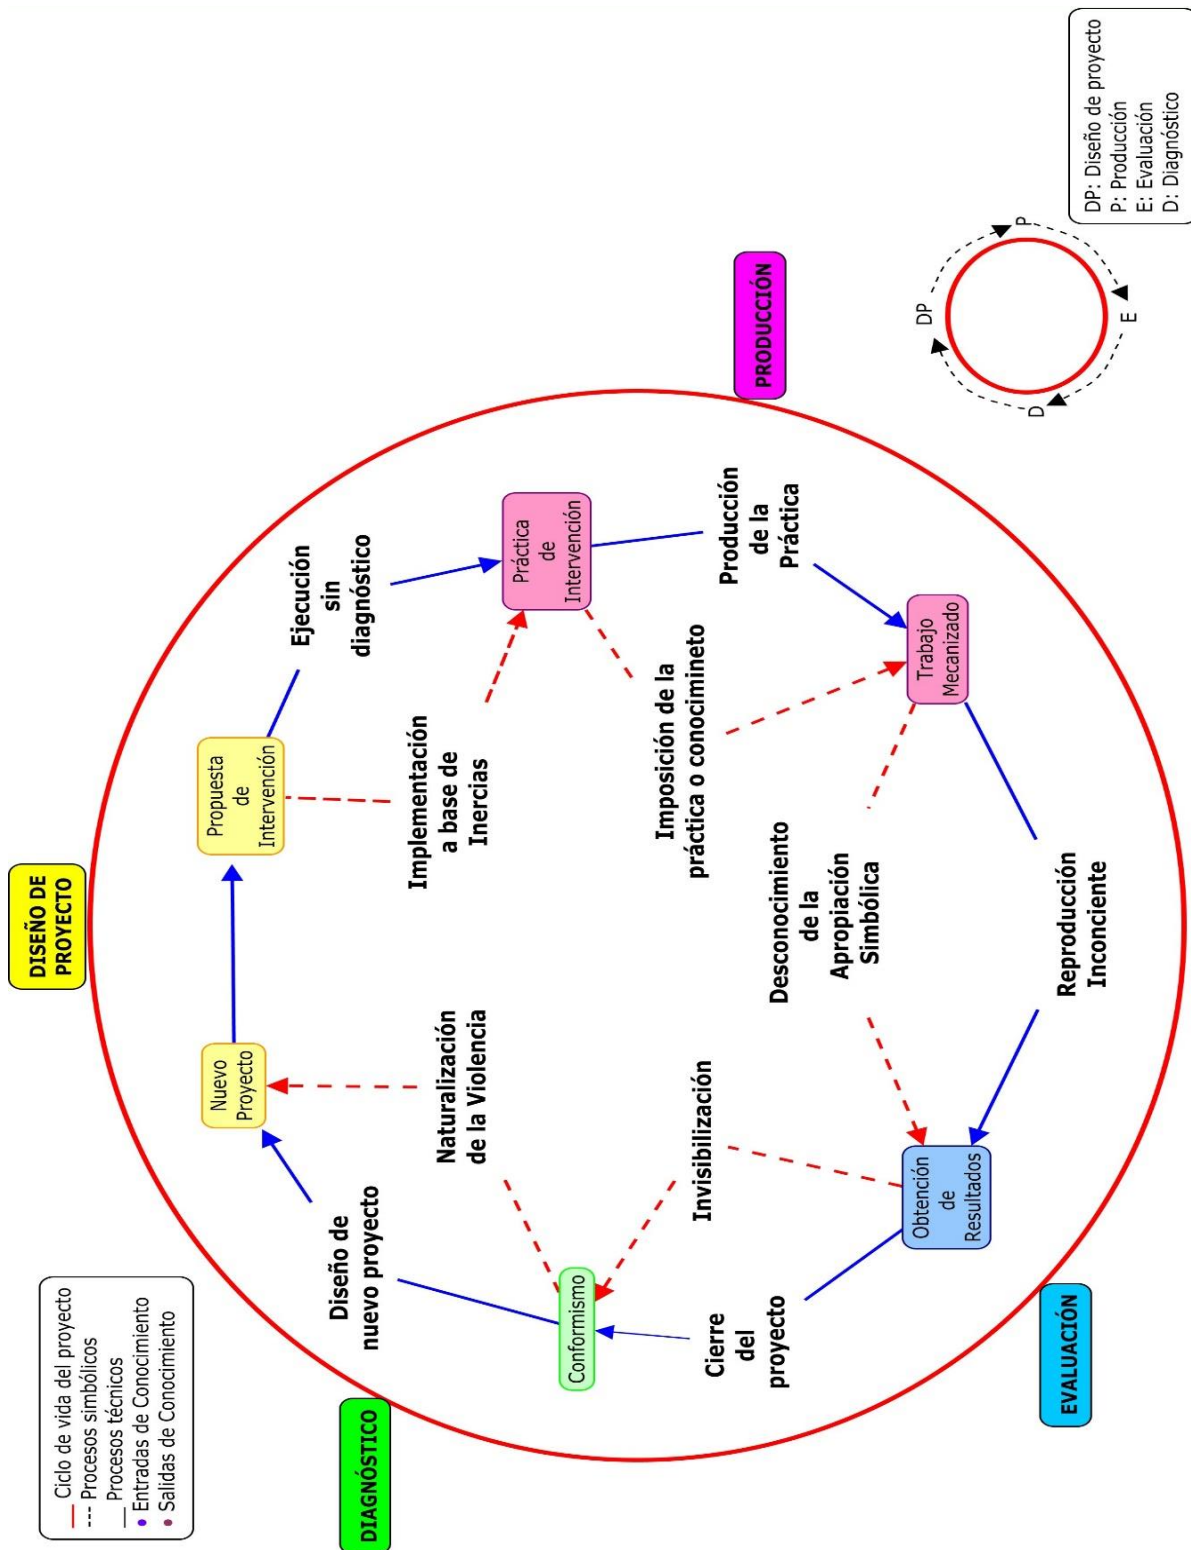 Ciclo de vida del proyecto
Procesos simbólicos
Procesos técnicos
Entradas de Conocimiento
Salidas de Conocimiento
DISEÑO DE
PROYECTO
DIAGNÓSTICO
PRODUCCIÓN
EVALUACIÓN
Nuevo
Proyecto
Propuesta
de
Intervención
Ejecución
sin
diagnóstico
Diseño de
nuevo proyecto
Naturalización
de la Violencia
Implementación
a base de
Inercias
Práctica
de
Intervención
Conformismo
Invisibilización
Imposición de la
práctica o conocimineto
Producción
de la
Práctica
Cierre
del
proyecto
Desconocimiento
de la
Apropiación
Simbólica
Trabajo
Mecanizado
Obtención
de
Resultados
Reproducción
Inconciente
DP
P
E
D
DP: Diseño de proyecto
P: Producción
E: Evaluación
D: Diagnóstico